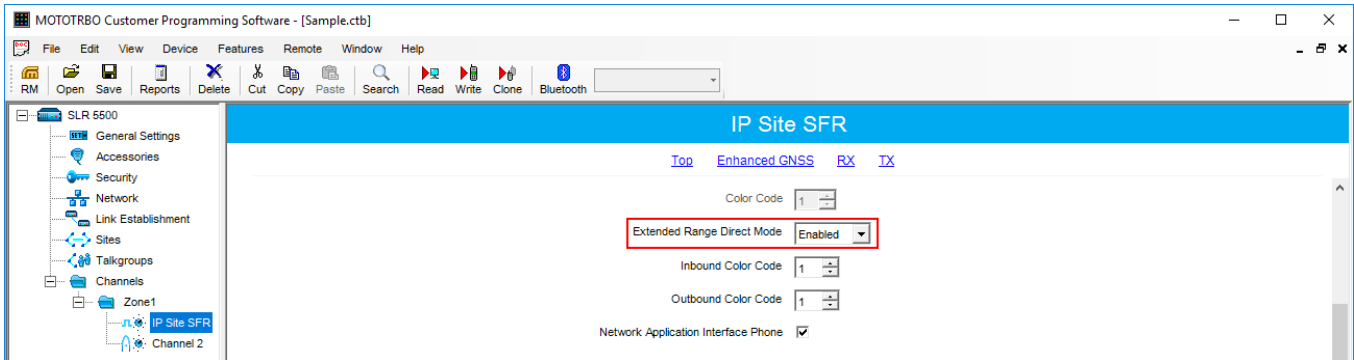 MOTOTRBO Customer Programming Software - [Sample.ctb]
File Edit View Device Features Remote Window Help
RM Open Save Reports Delete Cut Copy Paste Search Read Write Clone Bluetooth
SLR 5500
General Settings
Accessories
Security
Network
Link Establishment
Sites
Talkgroups
Channels
Zone1
IP Site SFR
Channel 2
IP Site SFR
Top Enhanced GNSS RX TX
Color Code 1
Extended Range Direct Mode Enabled
Inbound Color Code 1
Outbound Color Code 1
Network Application Interface Phone